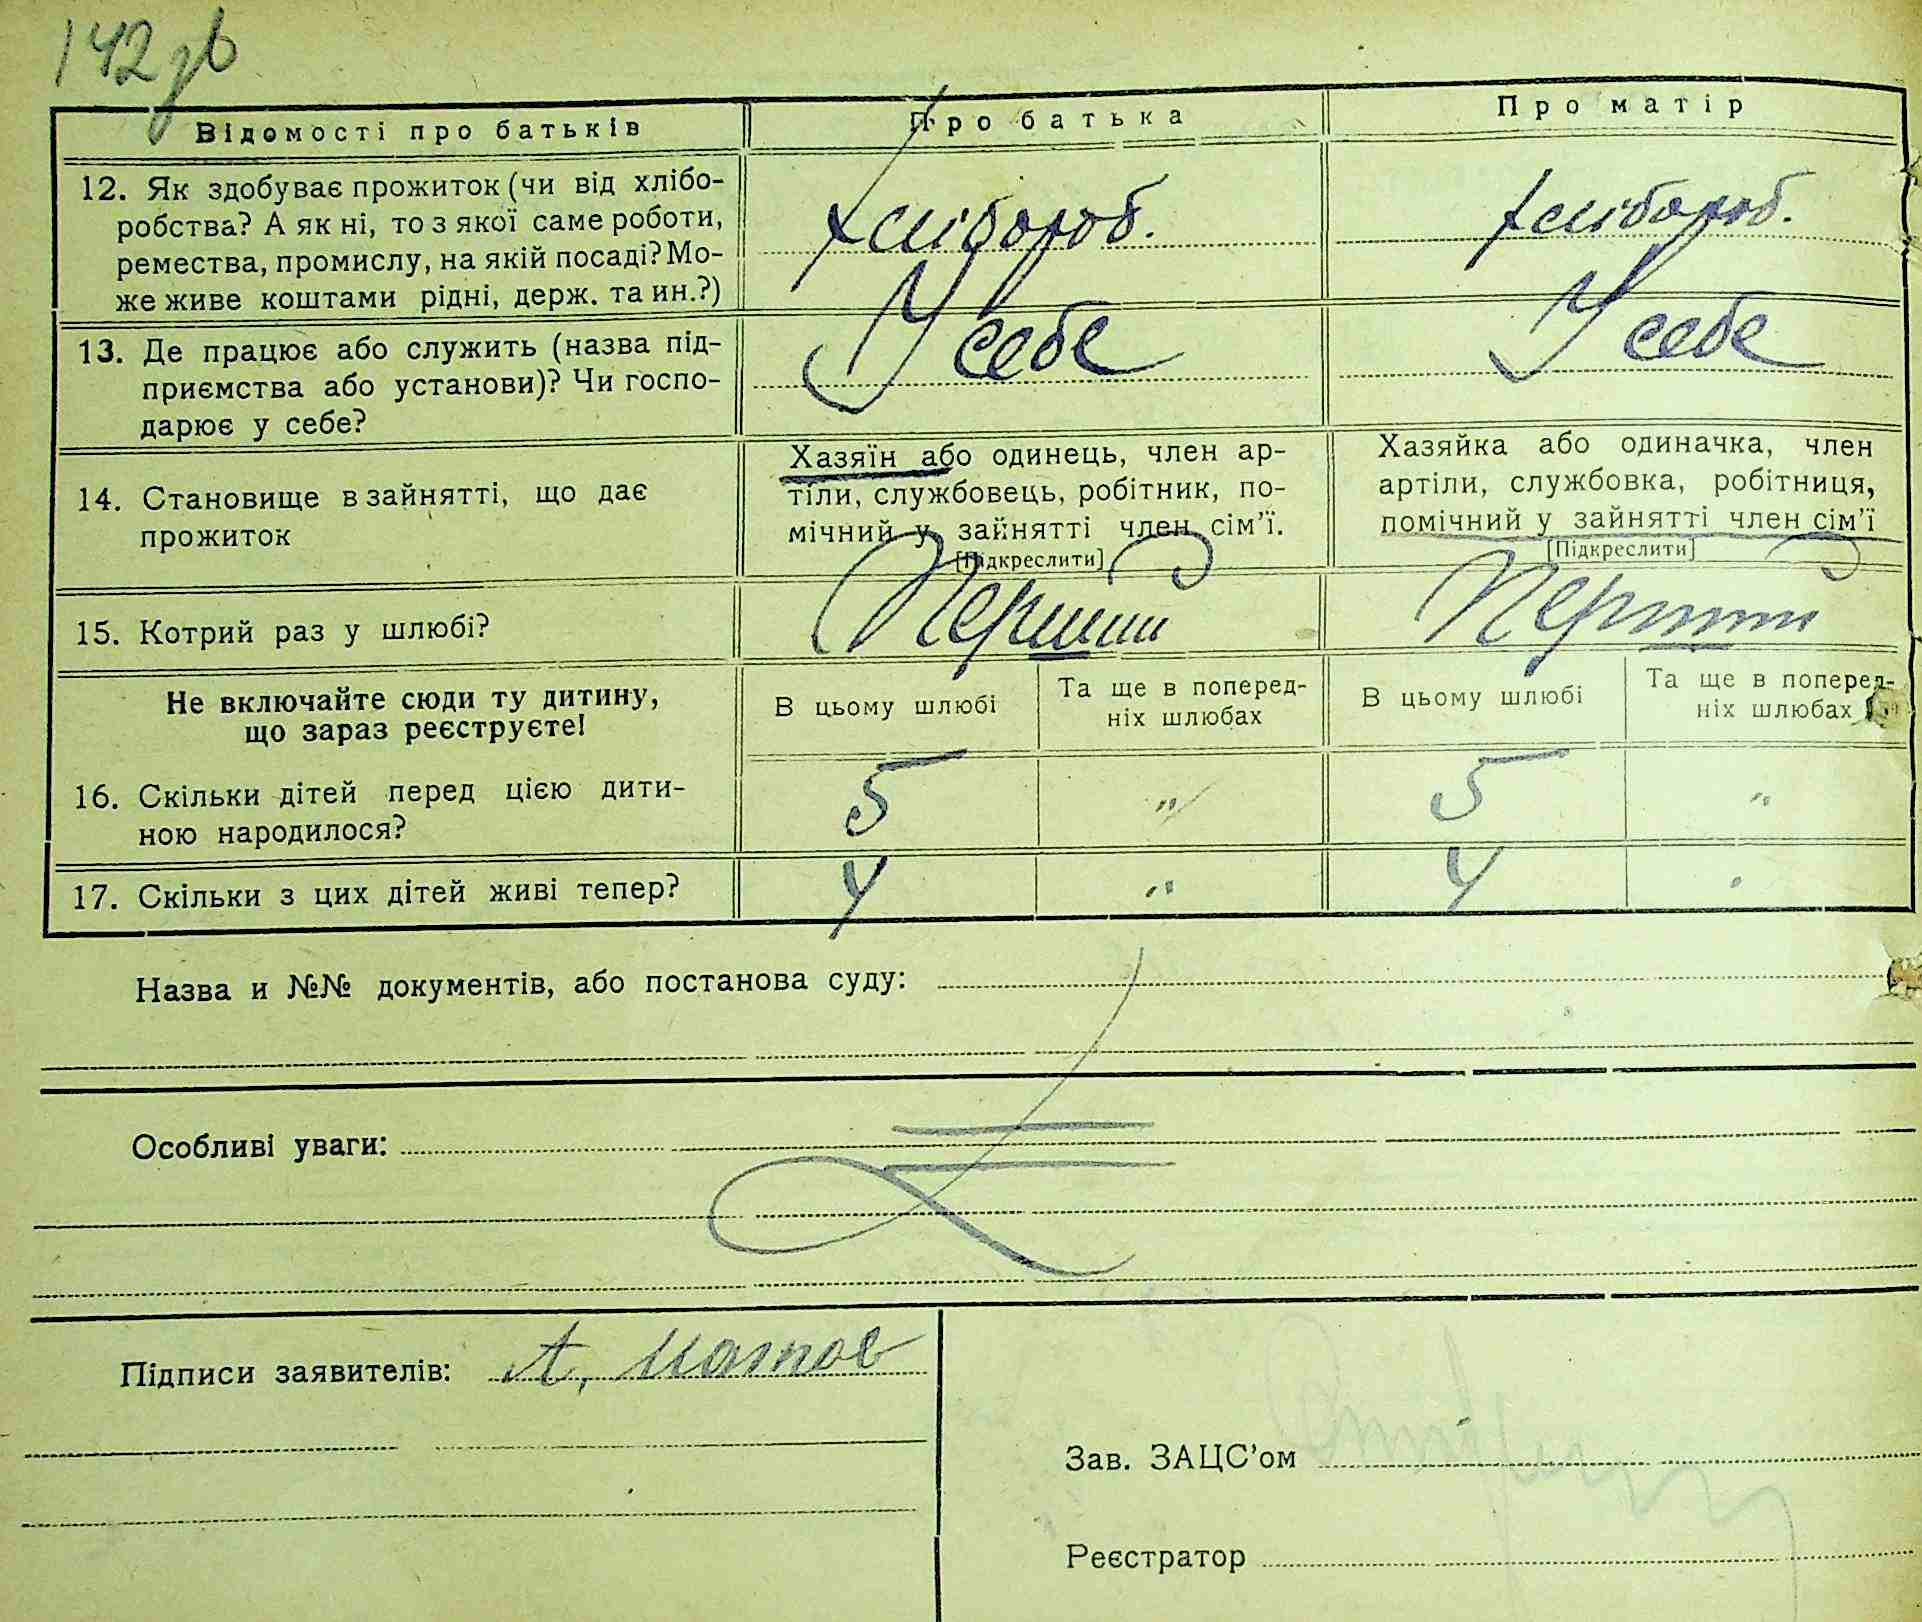 142 зв
Відомості про батьків
Про батька
Про матір
12. Як здобуває прожиток (чи від хлібо-
робства? А як ні, то з якої саме роботи,
ремества, промислу, на якій посаді? Мо-
же живе коштами рідні, держ. та ин.?)
хлібороб.
хлібороб.
13. Де працює або служить (назва під-
приємства або установи)? Чи госпо-
дарює у себе?
У себе
У себе
14. Становище в зайнятті, що дає
прожиток
Хазяїн або одинець, член ар-
тіли, службовець, робітник, по-
мічний у зайнятті член сім’ї.
[Підкреслити]
Хазяйка або одиначка, член
артіли, службовка, робітниця,
помічний у зайнятті член сім’ї
[Підкреслити]
15. Котрий раз у шлюбі?
Перший
Перший
Не включайте сюди ту дитину,
що зараз реєструєте!
В цьому шлюбі
Та ще в поперед-
ніх шлюбах
В цьому шлюбі
Та ще в поперед-
ніх шлюбах
16. Скільки дітей перед цією дити-
ною народилося?
5 " 5 "
17. Скільки з цих дітей живі тепер?
4 " 4 "
Назва и №№ документів, або постанова суду:
Особливі уваги:
Підписи заявителів: А.
Зав. ЗАЦС’ом
Реєстратор